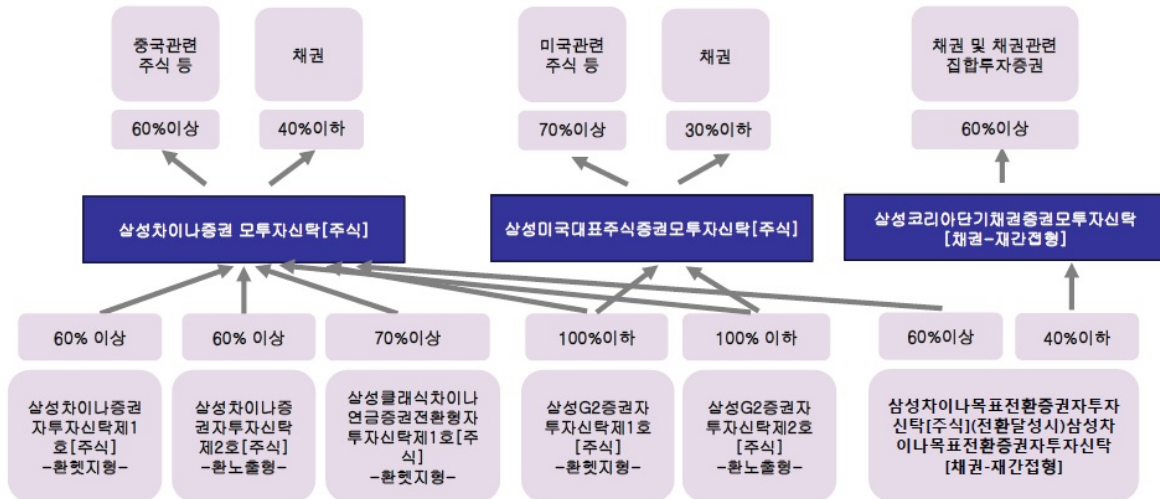 중국관련
주식 등
채권
미국관련
주식 등
채권
채권 및 채권관련
집합투자증권
60%이상
40%이하
70%이상
30%이하
60%이상
삼성차이나증권 모투자신탁[주식]
삼성미국대표주식증권모투자신탁[주식]
삼성코리아단기채권증권모투자신탁
[채권-재간접형]
60% 이상
60% 이상
70%이상
100%이하
100% 이하
60%이상
40%이하
삼성차이나증권
자투자신탁제1
호[주식]
-환헷지형-
삼성차이나증
권자투자신탁
제2호[주식]
-환노출형-
삼성클래식차이나
연금증권전환형자
투자신탁제1호[주
식]
-환헷지형-
삼성G2증권자
투자신탁제1호
[주식]
-환헷지형-
삼성G2증권자
투자신탁제2호
[주식]
-환노출형-
삼성차이나목표전환증권자투자
신탁[주식](전환달성시)삼성차
이나목표전환증권자투자신탁
[채권-재간접형]